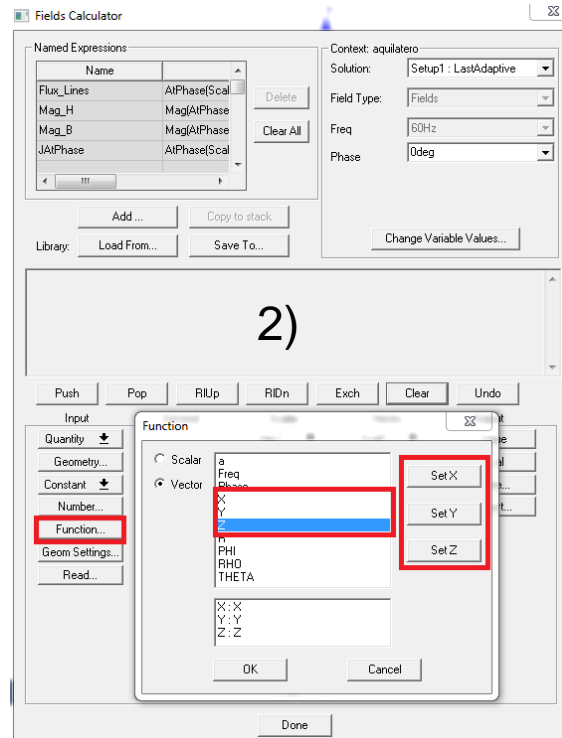 Fields Calculator
Named Expressions
Name
Flux_Lines AtPhase(Scal
Mag_H Mag(AtPhase
Mag_B Mag(AtPhase
JAtPhase AtPhase(Scal
Delete
Clear All
Context: aquilatero
Solution: Setup1 : LastAdaptive
Field Type: Fields
Freq 60Hz
Phase 0deg
Add ... Copy to stack
Library: Load From... Save To...
Change Variable Values...
2)
Push Pop RlUp RlDn Exch Clear Undo
Input
Quantity
Geometry...
Constant
Number...
Function...
Geom Settings...
Read...
Function
Scalar
Vector
a
Freq
Phase
X
Y
Z
R
PHI
RHO
THETA
Set X
Set Y
Set Z
X : X
Y : Y
Z : Z
OK Cancel
Done